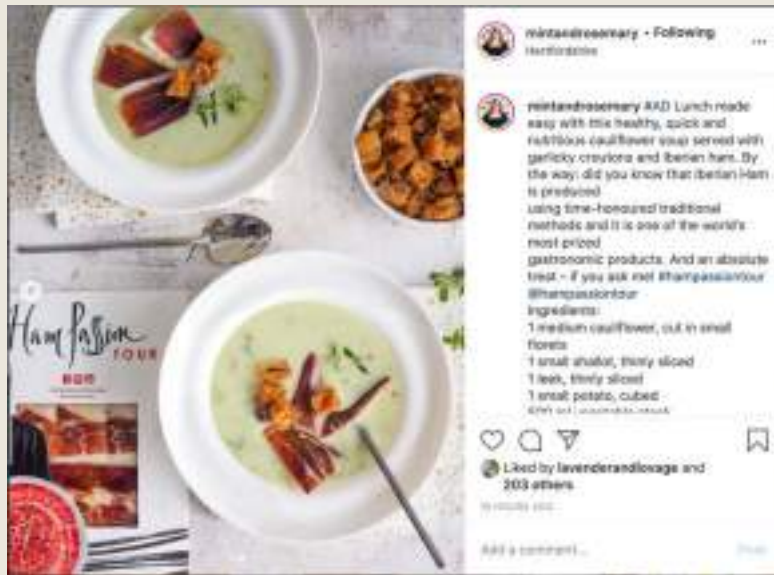 Ham Passion
TOUR
mintandrosemary • Following
Hertfordshire
mintandrosemary #AD Lunch made
easy with this healthy, quick and
nutritious cauliflower soup served with
garlicky croutons and Iberian ham. By
the way: did you know that Iberian Ham
is produced
using time-honoured traditional
methods and it is one of the world's
most prized
gastronomic products. And an absolute
treat - if you ask me! #hampassiontour
@hampassiontour
Ingredients:
1 medium cauliflower, cut in small
florets
1 small shallot, thinly sliced
1 leek, thinly sliced
1 small potato, cubed
Liked by lavenderandlovage and
203 others
Add a comment...
Post